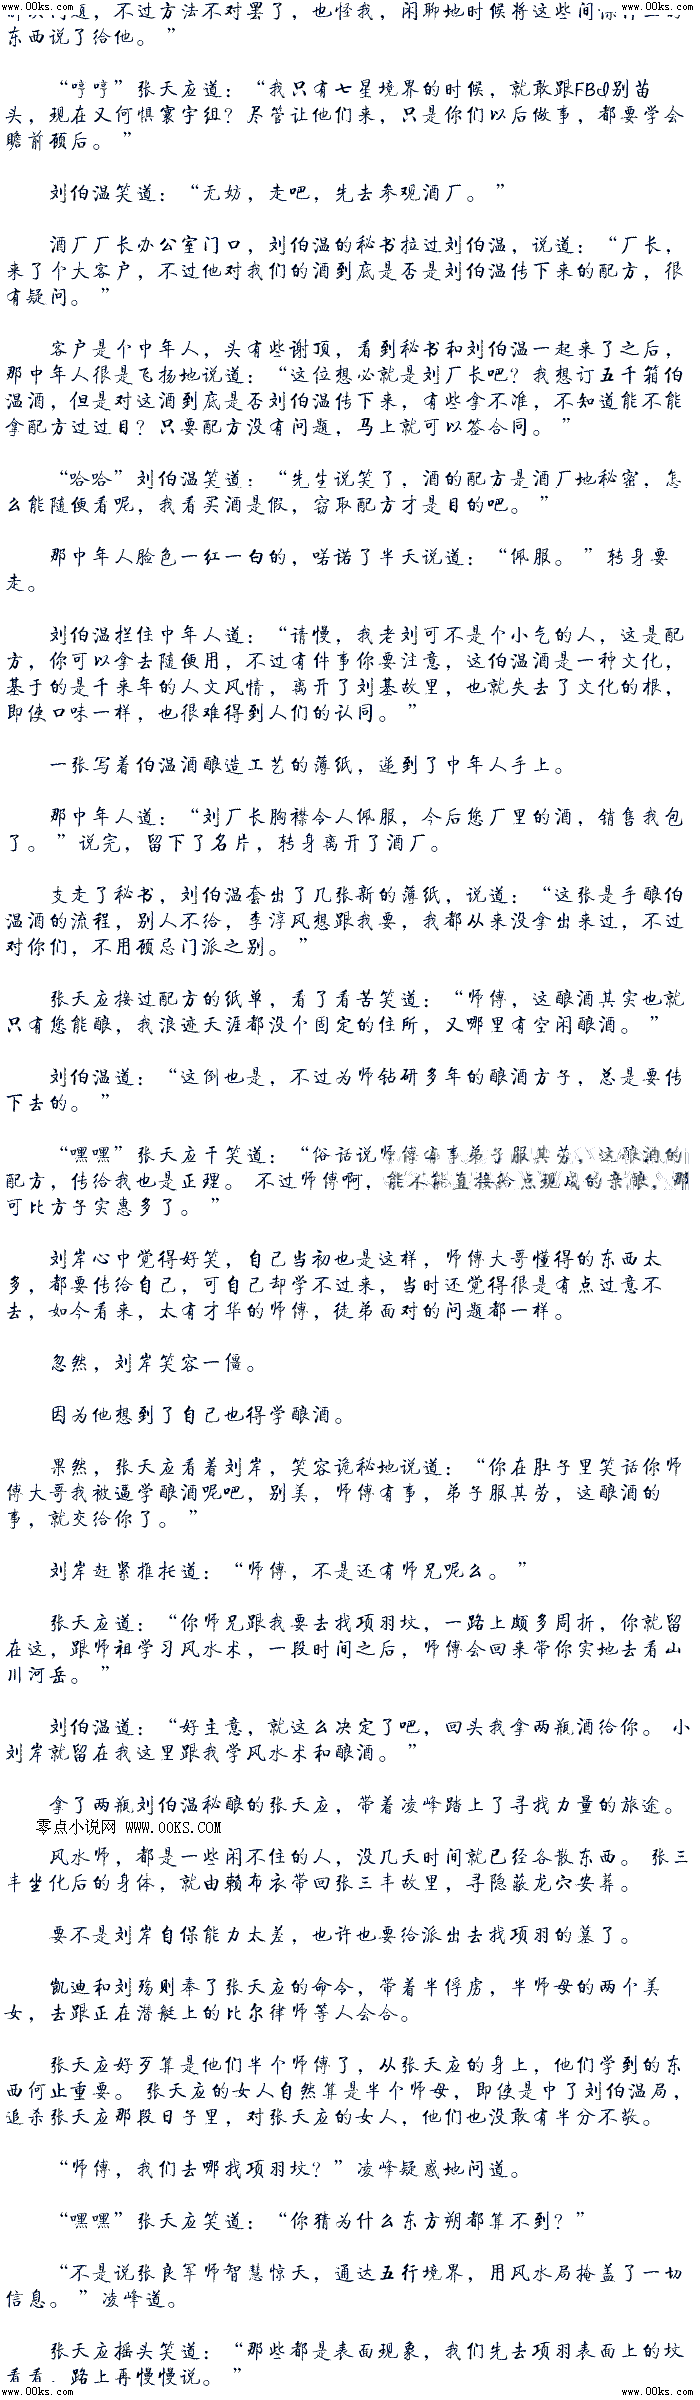 www.00ks.com www.00ks.com
问题，不过方法不对罢了，也怪我，闲聊地时候将这些间
东西说了给他。”
“哼哼”张天应道：“我只有七星境界的时候，就敢跟FBI别苗
头，现在又何惧寰宇组？尽管让他们来，只是你们以后做事，都要学会
瞻前顾后。”
刘伯温笑道：“无妨，走吧，先去参观酒厂。”
酒厂厂长办公室门口，刘伯温的秘书拉过刘伯温，说道：“厂长，
来了个大客户，不过他对我们的酒到底是否是刘伯温传下来的配方，很
有疑问。”
客户是个中年人，头有些谢顶，看到秘书和刘伯温一起来了之后，
那中年人很是飞扬地说道：“这位想必就是刘厂长吧？我想订五千箱伯
温酒，但是对这酒到底是否刘伯温传下来，有些拿不准，不知道能不能
拿配方过过目？只要配方没有问题，马上就可以签合同。”
“哈哈”刘伯温笑道：“先生说笑了，酒的配方是酒厂地秘密，怎
么能随便看呢，我看买酒是假，窃取配方才是目的吧。”
那中年人脸色一红一白的，喏诺了半天说道：“佩服。”转身要
走。
刘伯温拦住中年人道：“请慢，我老刘可不是个小气的人，这是配
方，你可以拿去随便用，不过有件事你要注意，这伯温酒是一种文化，
基于的是千来年的人文风情，离开了刘基故里，也就失去了文化的根，
即使口味一样，也很难得到人们的认同。”
一张写着伯温酒酿造工艺的薄纸，递到了中年人手上。
那中年人道：“刘厂长胸襟令人佩服，今后您厂里的酒，销售我包
了。”说完，留下了名片，转身离开了酒厂。
支走了秘书，刘伯温套出了几张新的薄纸，说道：“这张是手酿伯
温酒的流程，别人不给，李淳风想跟我要，我都从来没拿出来过，不过
对你们，不用顾忌门派之别。”
张天应接过配方的纸单，看了看苦笑道：“师傅，这酿酒其实也就
只有您能酿，我浪迹天涯都没个固定的住所，又哪里有空闲酿酒。”
刘伯温道：“这倒也是，不过为师钻研多年的酿酒方子，总是要传
下去的。”
“嘿嘿”张天应干笑道：“俗话说师傅有事弟子服其劳，这酿酒的
配方，传给我也是正理。不过师傅啊，能不能直接给点现成的亲酿，那
可比方子实惠多了。”
刘岸心中觉得好笑，自己当初也是这样，师傅大哥懂得的东西太
多，都要传给自己，可自己却学不过来，当时还觉得很是有点过意不
去，如今看来，太有才华的师傅，徒弟面对的问题都一样。
忽然，刘岸笑容一僵。
因为他想到了自己也得学酿酒。
果然，张天应看着刘岸，笑容诡秘地说道：“你在肚子里笑话你师
傅大哥我被逼学酿酒呢吧，别美，师傅有事，弟子服其劳，这酿酒的
事，就交给你了。”
刘岸赶紧推托道：“师傅，不是还有师兄呢么。”
张天应道：“你师兄跟我要去找项羽坟，一路上颇多周折，你就留
在这，跟师祖学习风水术，一段时间之后，师傅会回来带你实地去看山
川河岳。”
刘伯温道：“好主意，就这么决定了吧，回头我拿两瓶酒给你。小
刘岸就留在我这里跟我学风水术和酿酒。”
拿了两瓶刘伯温秘酿的张天应，带着凌峰踏上了寻找力量的旅途。
零点小说网 www.00KS.COM
风水师，都是一些闲不住的人，没几天时间就已经各散东西。张三
丰坐化后的身体，就由赖布衣带回张三丰故里，寻隐蔽龙穴安葬。
要不是刘岸自保能力太差，也许也要给派出去找项羽的墓了。
凯迪和刘殇则奉了张天应的命令，带着半俘虏，半师母的两个美
女，去跟正在潜艇上的比尔律师等人会合。
张天应好歹算是他们半个师傅了，从张天应的身上，他们学到的东
西何止重要。张天应的女人自然算是半个师母，即使是中了刘伯温局，
追杀张天应那段日子里，对张天应的女人，他们也没敢有半分不敬。
“师傅，我们去哪找项羽坟？”凌峰疑惑地问道。
“嘿嘿”张天应笑道：“你猜为什么东方朔都算不到？”
“不是说张良军师智慧惊天，通达五行境界，用风水局掩盖了一切
信息。”凌峰道。
张天应摇头笑道：“那些都是表面现象，我们先去项羽表面上的坟
看看，路上再慢慢说。”
www.00ks.com www.00ks.com